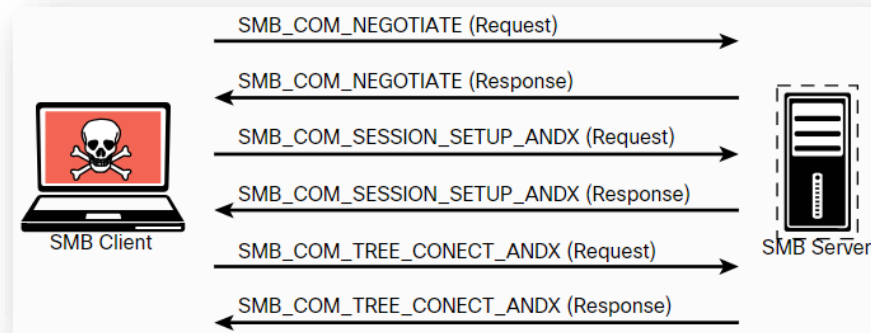 SMB_COM_NEGOTIATE (Request)
SMB_COM_NEGOTIATE (Response)
SMB_COM_SESSION_SETUP_ANDX (Request)
SMB_COM_SESSION_SETUP_ANDX (Response)
SMB Client
SMB Server
SMB_COM_TREE_CONECT_ANDX (Request)
SMB_COM_TREE_CONECT_ANDX (Response)